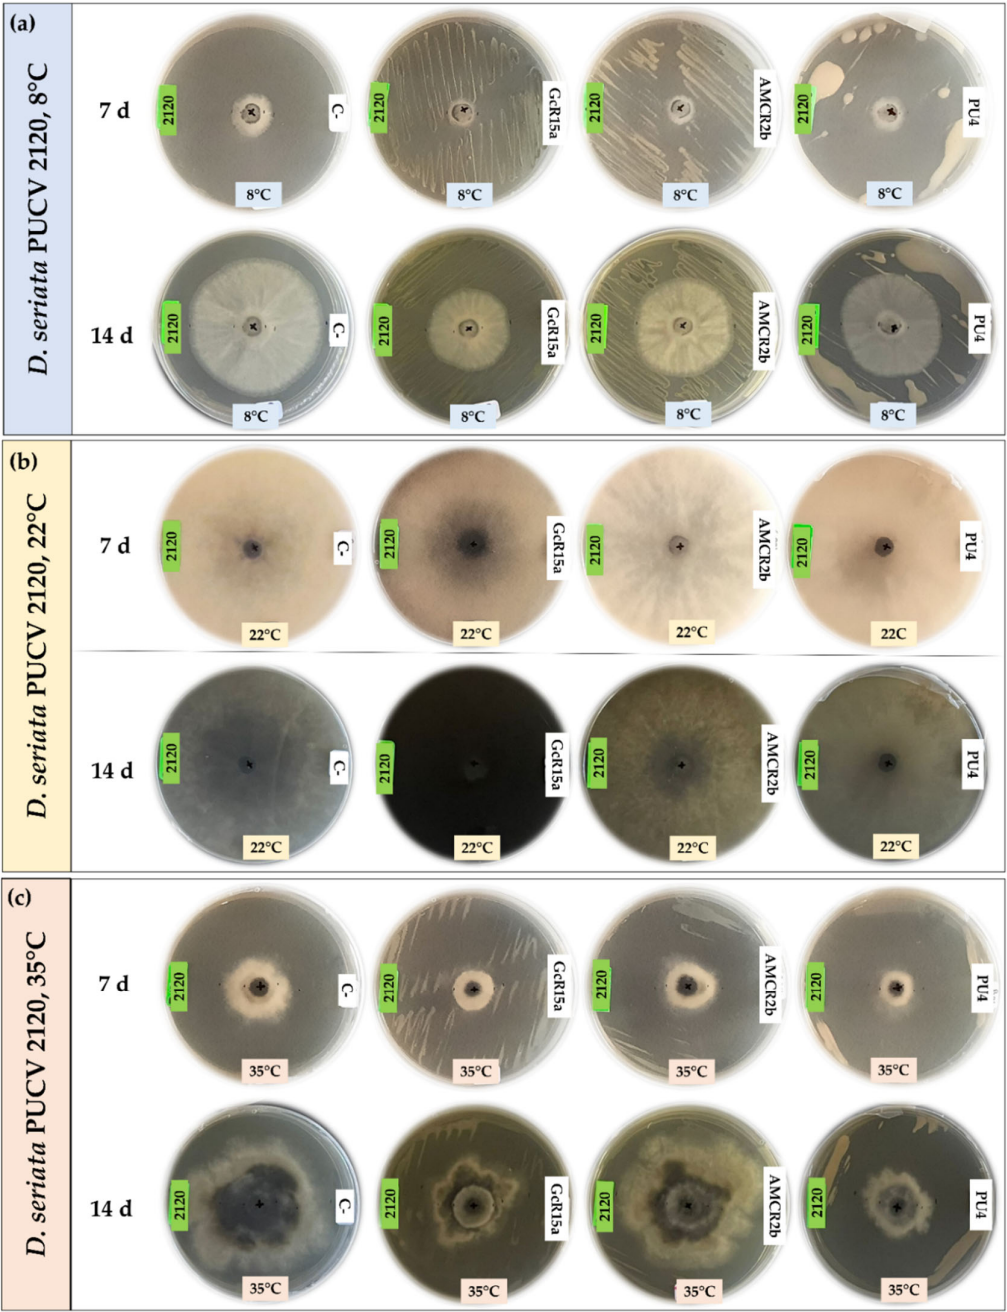 (a)
D. seriata PUCV 2120, 8°C
7 d
2120
C-
8°C
2120
GcR15a
8°C
2120
AMCR2b
8°C
2120
PU4
8°C
14 d
2120
C-
8°C
2120
GcR15a
8°C
2120
AMCR2b
8°C
2120
PU4
8°C
(b)
D. seriata PUCV 2120, 22°C
7 d
2120
C-
22°C
2120
GcR15a
22°C
2120
AMCR2b
22°C
2120
PU4
22C
14 d
2120
C-
22°C
2120
GcR15a
22°C
2120
AMCR2b
22°C
2120
PU4
22°C
(c)
D. seriata PUCV 2120, 35°C
7 d
2120
C-
35°C
2120
GcR15a
35°C
2120
AMCR2b
35°C
2120
PU4
35°C
14 d
2120
C-
35°C
2120
GcR15a
35°C
2120
AMCR2b
35°C
2120
PU4
35°C